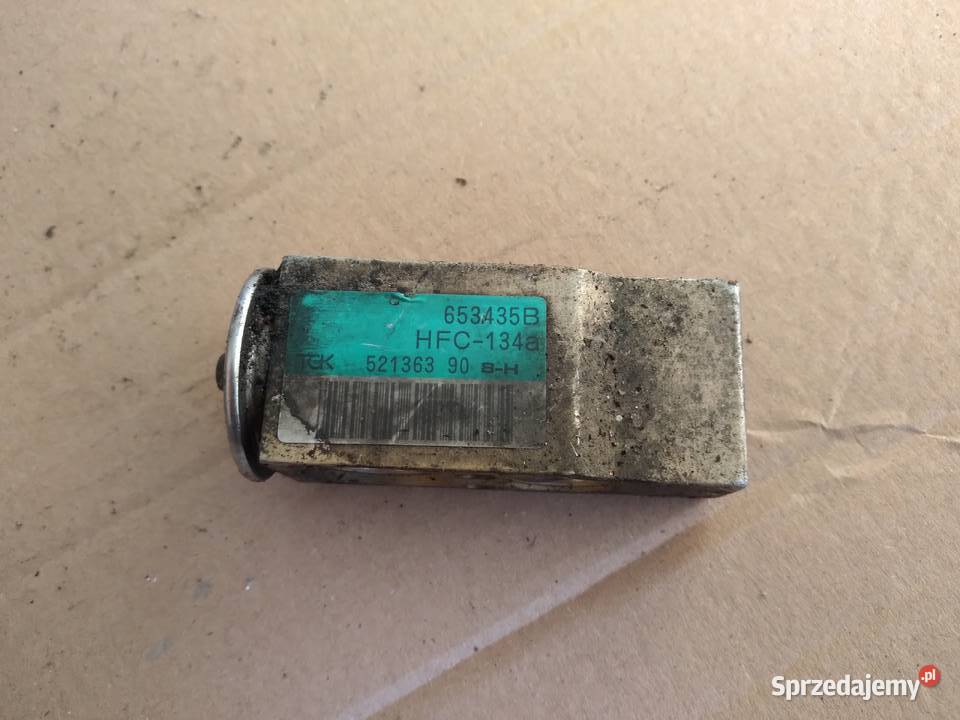 653435B
HFC-134a
TGK 521363 90 S-H
Sprzedajemy.pl